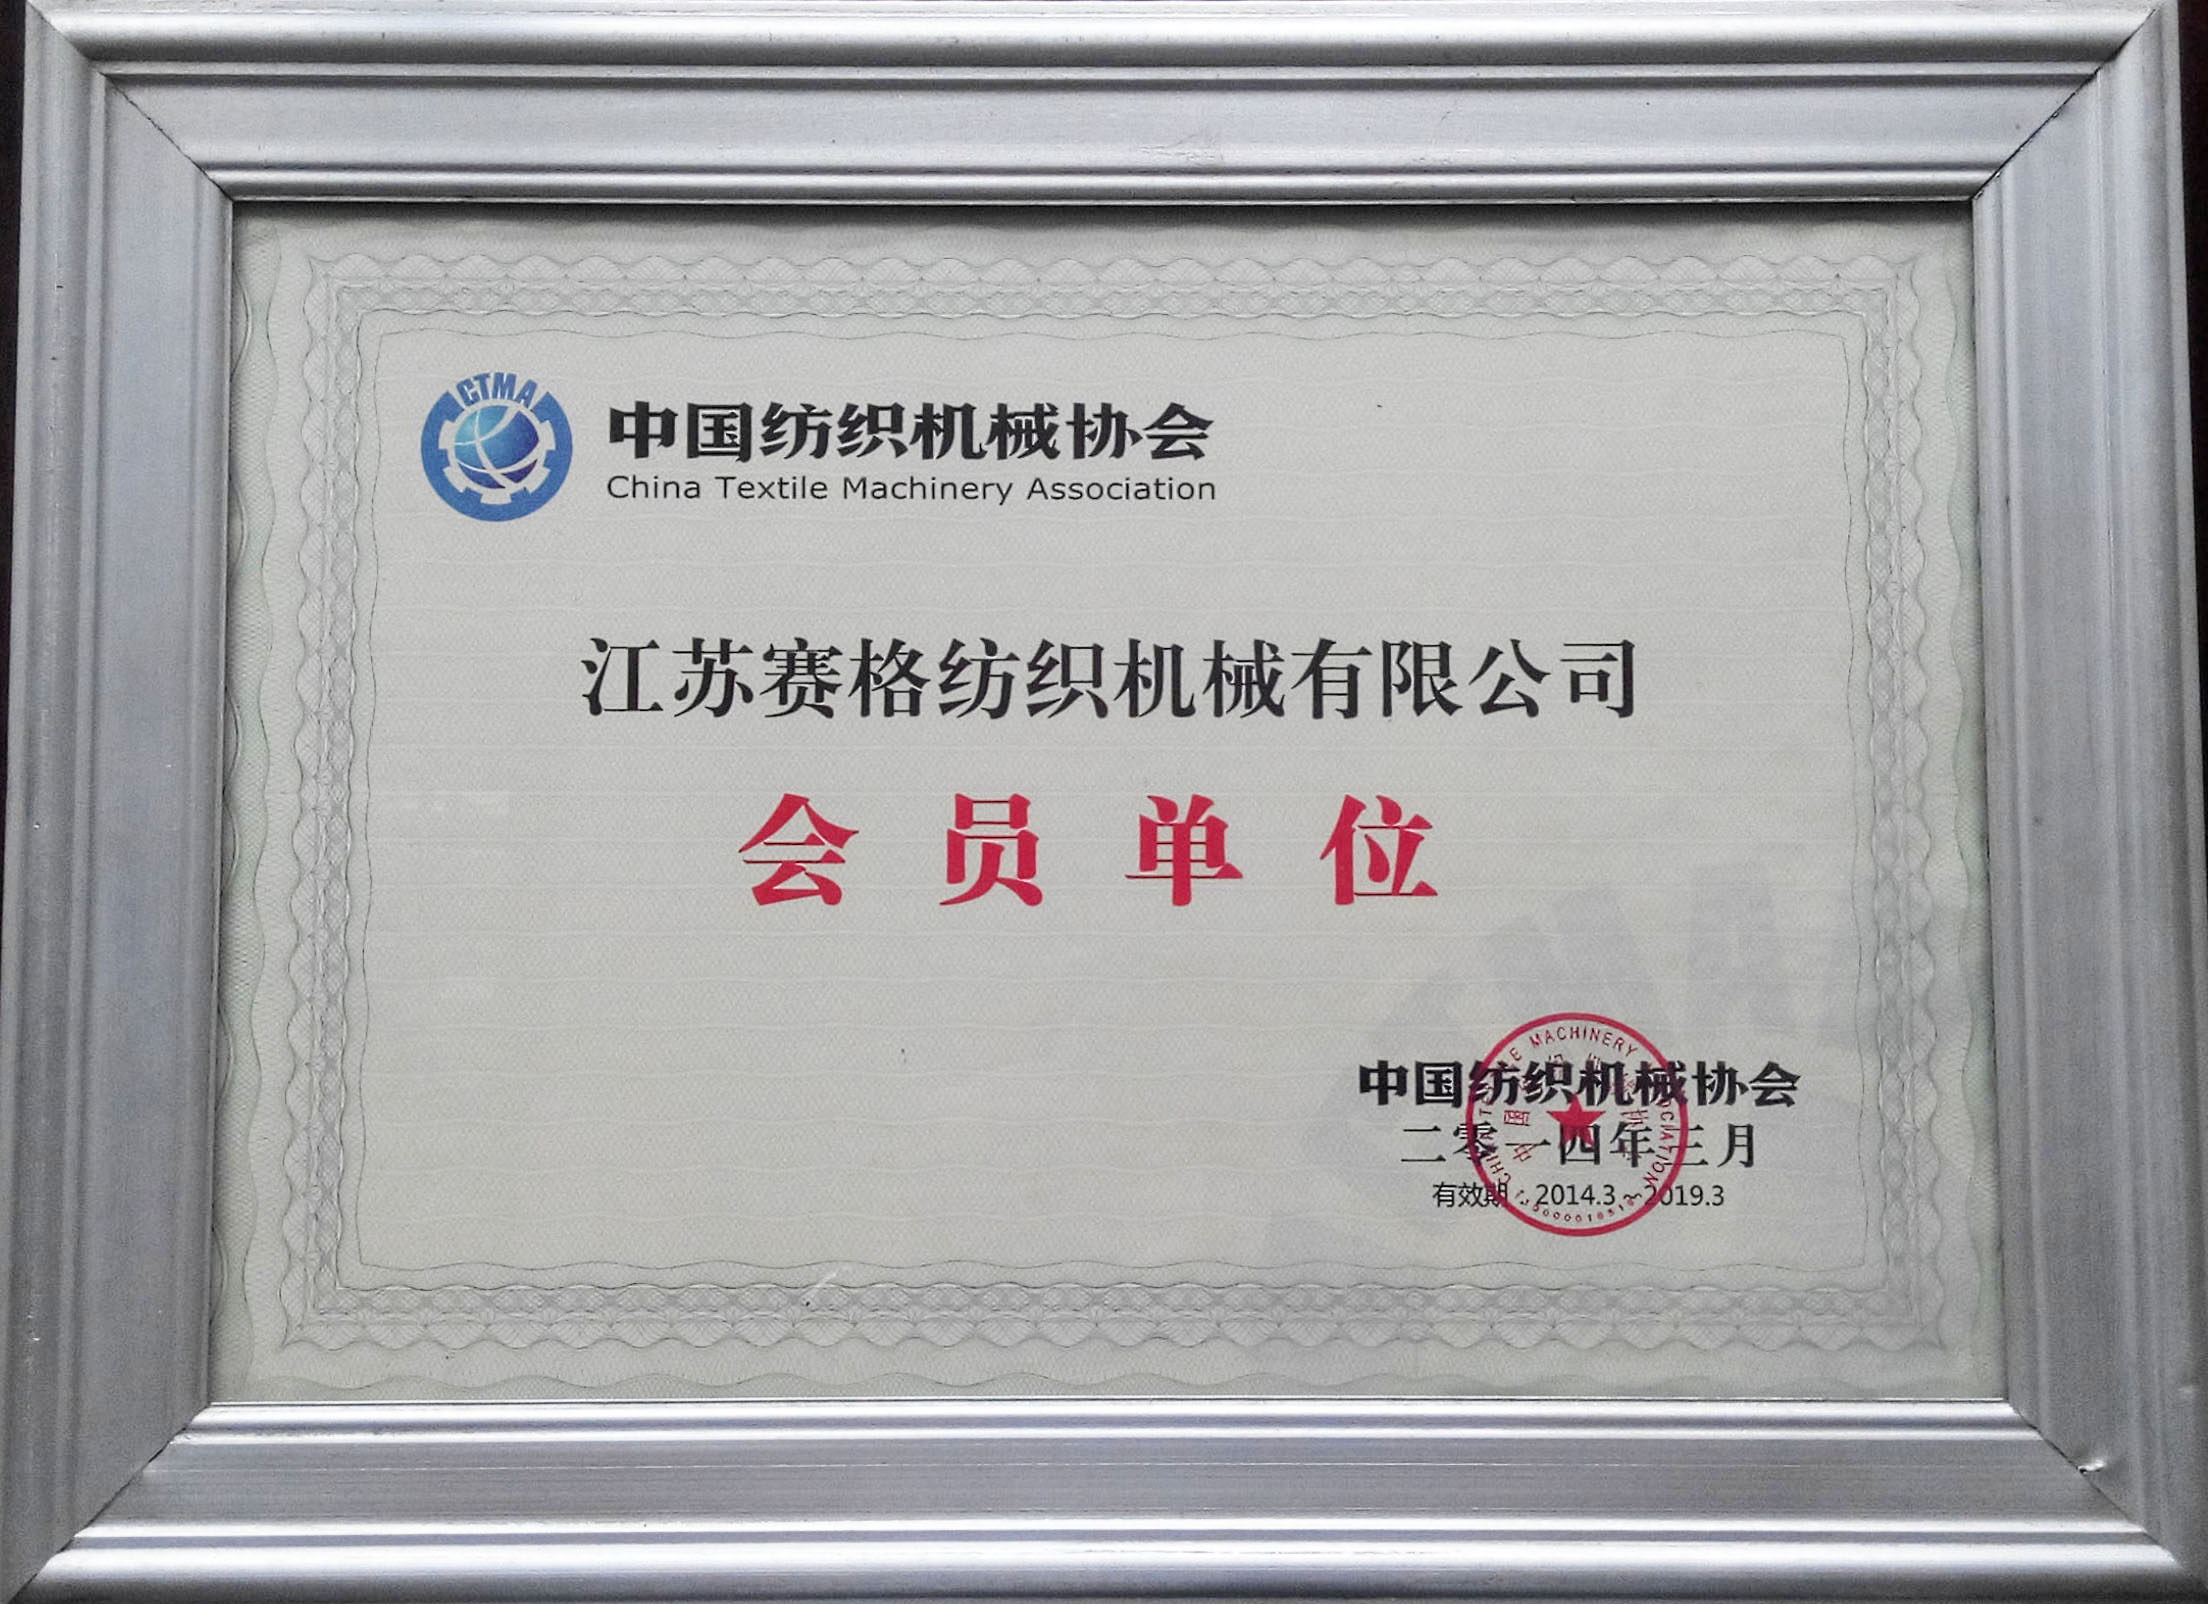 CTMA
中国纺织机械协会
China Textile Machinery Association
江苏赛格纺织机械有限公司
会员单位
中国纺织机械协会
二零一四年三月
有效期：2014.3～2019.3